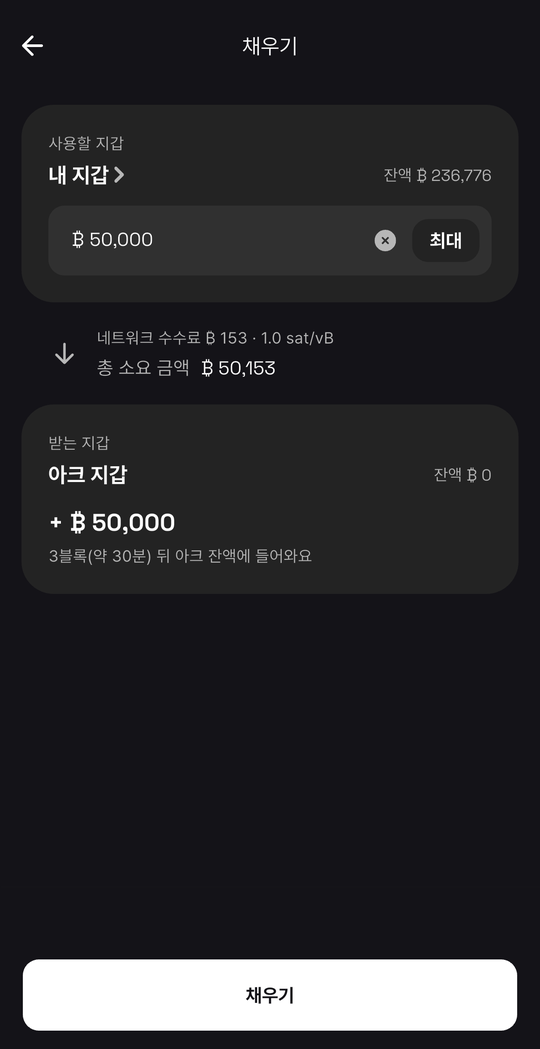 채우기
사용할 지갑
내 지갑
잔액 ₿ 236,776
₿ 50,000
최대
네트워크 수수료 ₿ 153 · 1.0 sat/vB
총 소요 금액 ₿ 50,153
받는 지갑
아크 지갑
잔액 ₿ 0
+ ₿ 50,000
3블록(약 30분) 뒤 아크 잔액에 들어와요
채우기